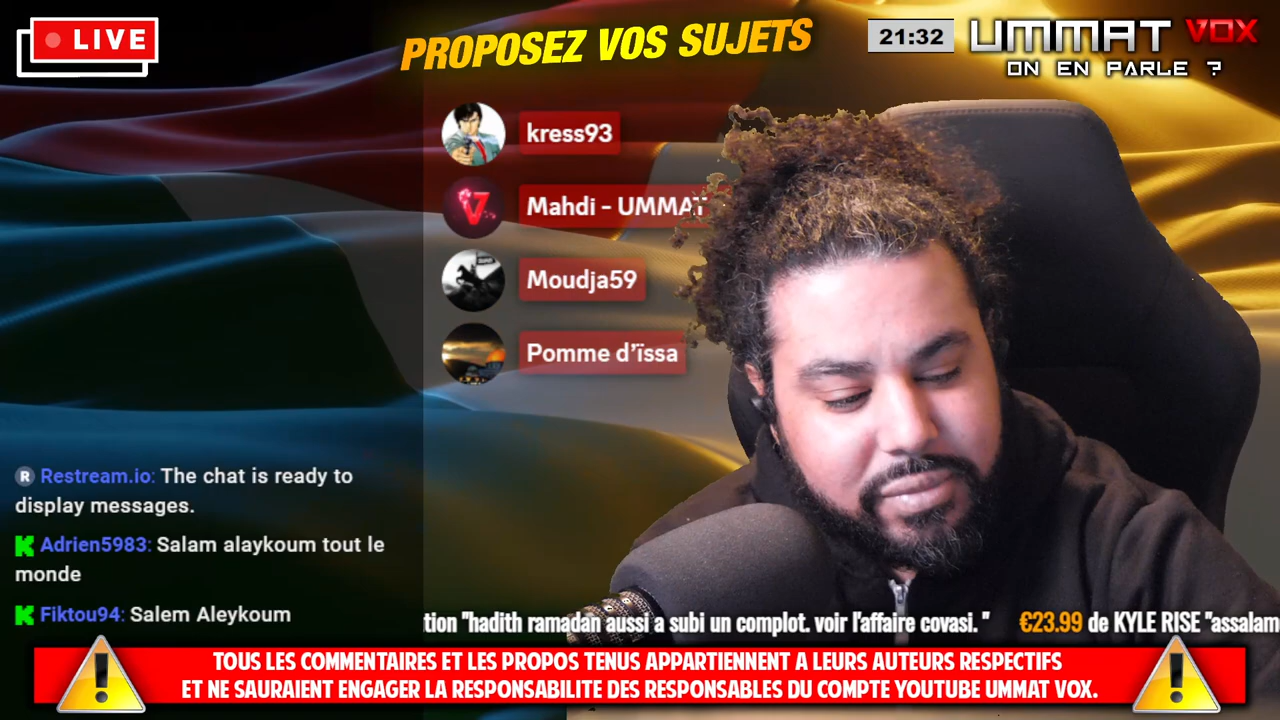 LIVE
PROPOSEZ VOS SUJETS
21:32
UMMAT VOX
ON EN PARLE ?
kress93
Mahdi - UMMAT
Moudja59
Pomme d'ïssa
R Restream.io: The chat is ready to
display messages.
Adrien5983: Salam alaykoum tout le
monde
Fiktou94: Salem Aleykoum
tion "hadith ramadan aussi a subi un complot. voir l'affaire covasi. " €23.99 de KYLE RISE "assalam
TOUS LES COMMENTAIRES ET LES PROPOS TENUS APPARTIENNENT A LEURS AUTEURS RESPECTIFS
ET NE SAURAIENT ENGAGER LA RESPONSABILITE DES RESPONSABLES DU COMPTE YOUTUBE UMMAT VOX.